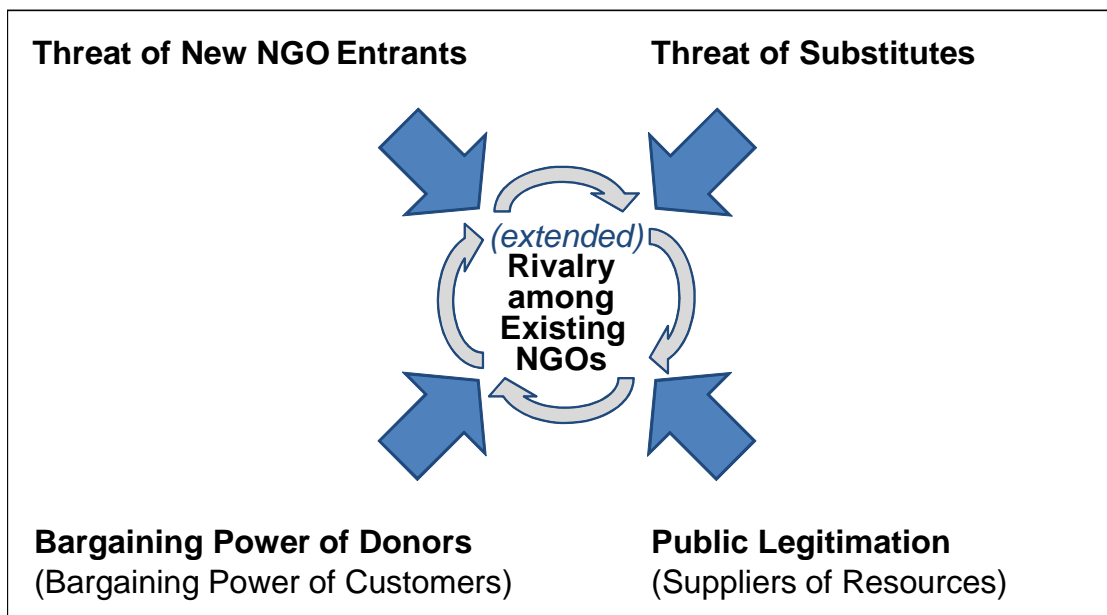 Threat of New NGO Entrants
Threat of Substitutes
(extended)
Rivalry
among
Existing
NGOs
Bargaining Power of Donors
(Bargaining Power of Customers)
Public Legitimation
(Suppliers of Resources)